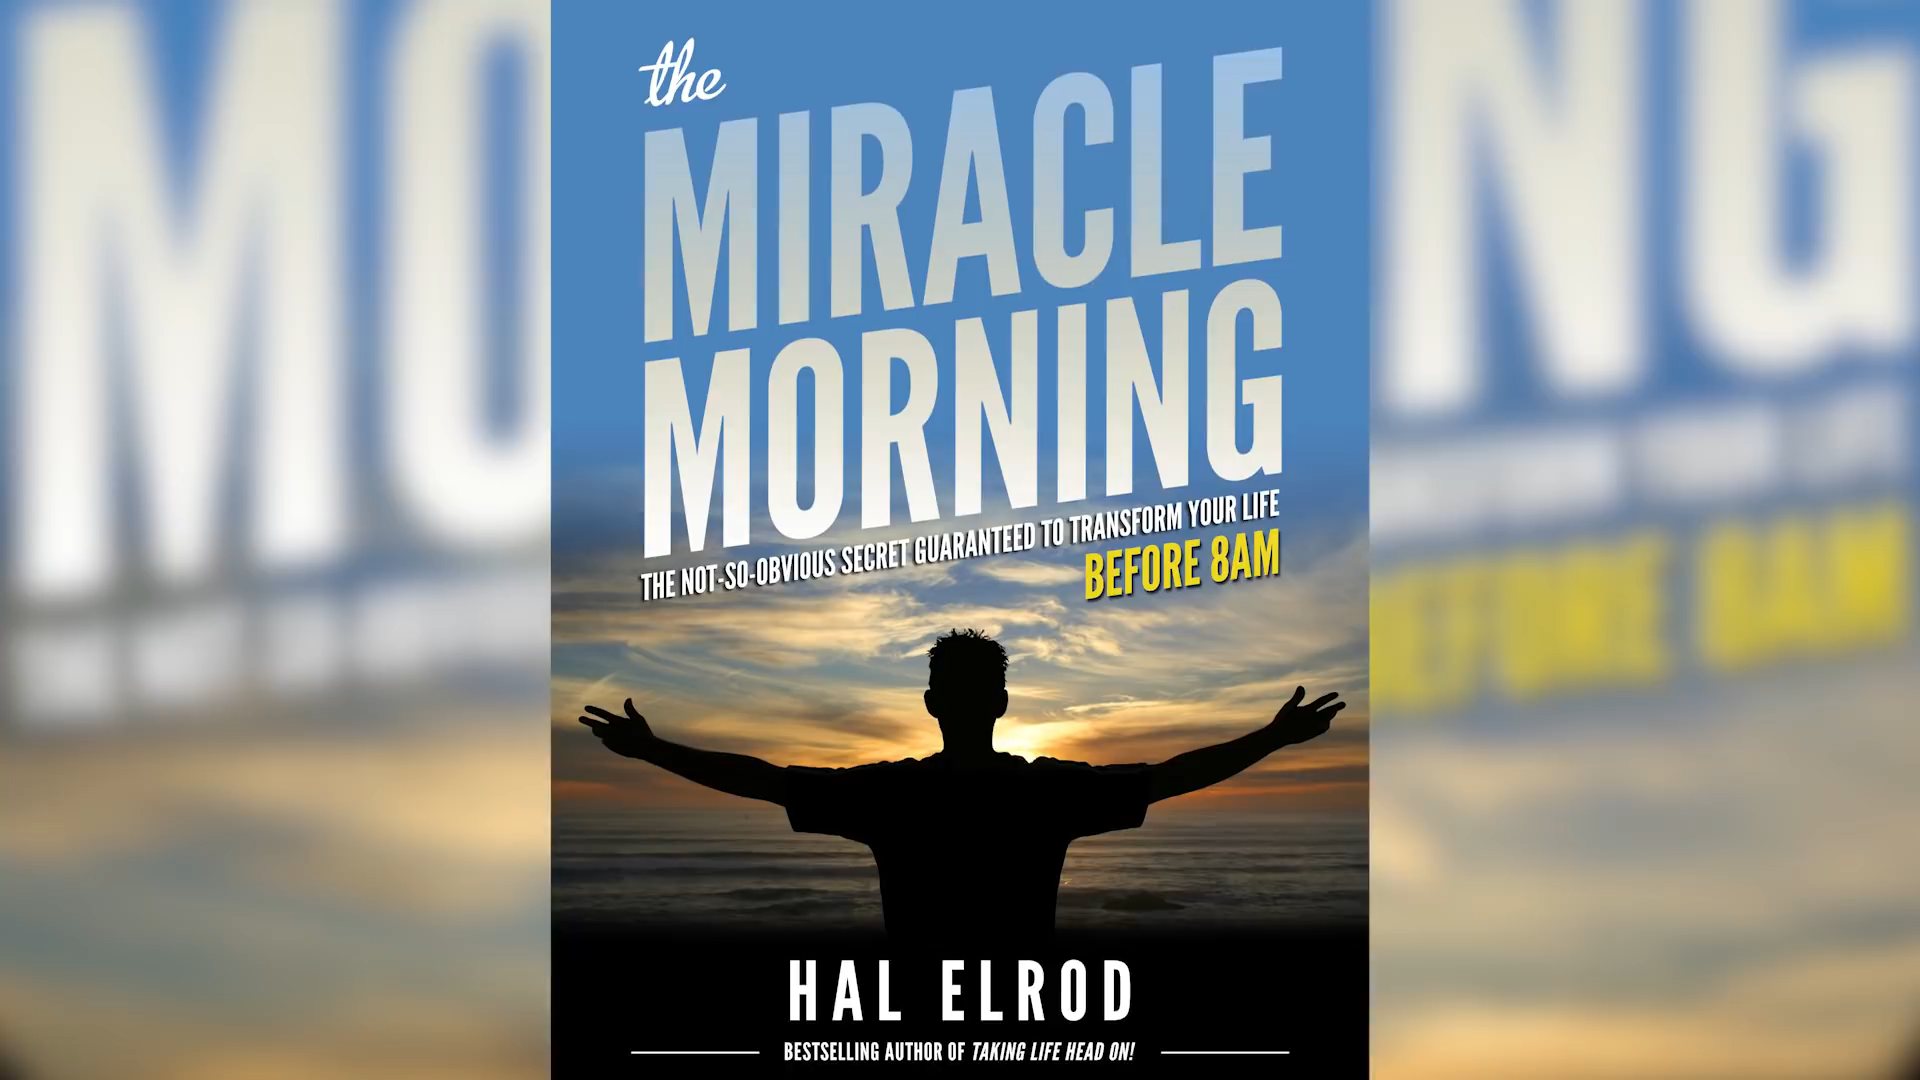 the
MIRACLE
MORNING
THE NOT-SO-OBVIOUS SECRET GUARANTEED TO TRANSFORM YOUR LIFE
BEFORE 8AM
HAL ELROD
BESTSELLING AUTHOR OF TAKING LIFE HEAD ON!